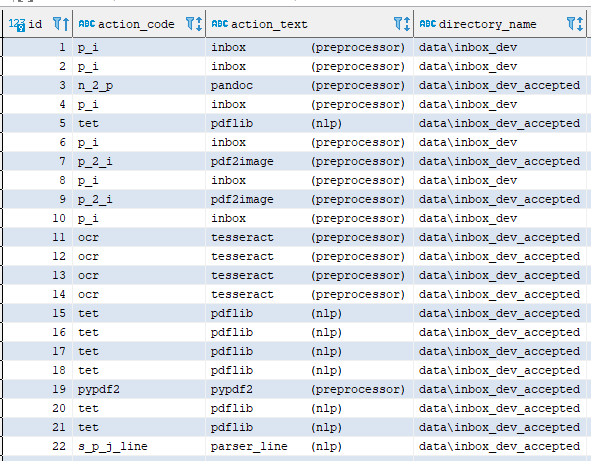 123 id ABC action_code ABC action_text ABC directory_name
1 p_i inbox (preprocessor) data\inbox_dev
2 p_i inbox (preprocessor) data\inbox_dev
3 n_2_p pandoc (preprocessor) data\inbox_dev_accepted
4 p_i inbox (preprocessor) data\inbox_dev
5 tet pdflib (nlp) data\inbox_dev_accepted
6 p_i inbox (preprocessor) data\inbox_dev
7 p_2_i pdf2image (preprocessor) data\inbox_dev_accepted
8 p_i inbox (preprocessor) data\inbox_dev
9 p_2_i pdf2image (preprocessor) data\inbox_dev_accepted
10 p_i inbox (preprocessor) data\inbox_dev
11 ocr tesseract (preprocessor) data\inbox_dev_accepted
12 ocr tesseract (preprocessor) data\inbox_dev_accepted
13 ocr tesseract (preprocessor) data\inbox_dev_accepted
14 ocr tesseract (preprocessor) data\inbox_dev_accepted
15 tet pdflib (nlp) data\inbox_dev_accepted
16 tet pdflib (nlp) data\inbox_dev_accepted
17 tet pdflib (nlp) data\inbox_dev_accepted
18 tet pdflib (nlp) data\inbox_dev_accepted
19 pypdf2 pypdf2 (preprocessor) data\inbox_dev_accepted
20 tet pdflib (nlp) data\inbox_dev_accepted
21 tet pdflib (nlp) data\inbox_dev_accepted
22 s_p_j_line parser_line (nlp) data\inbox_dev_accepted